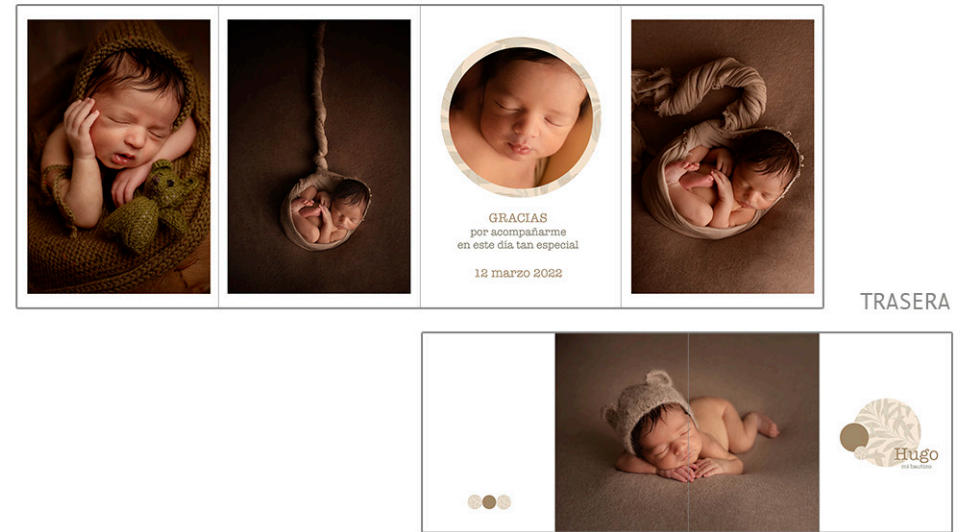 GRACIAS
por acompañarme
en este día tan especial
12 marzo 2022
TRASERA
Hugo
mi bautizo